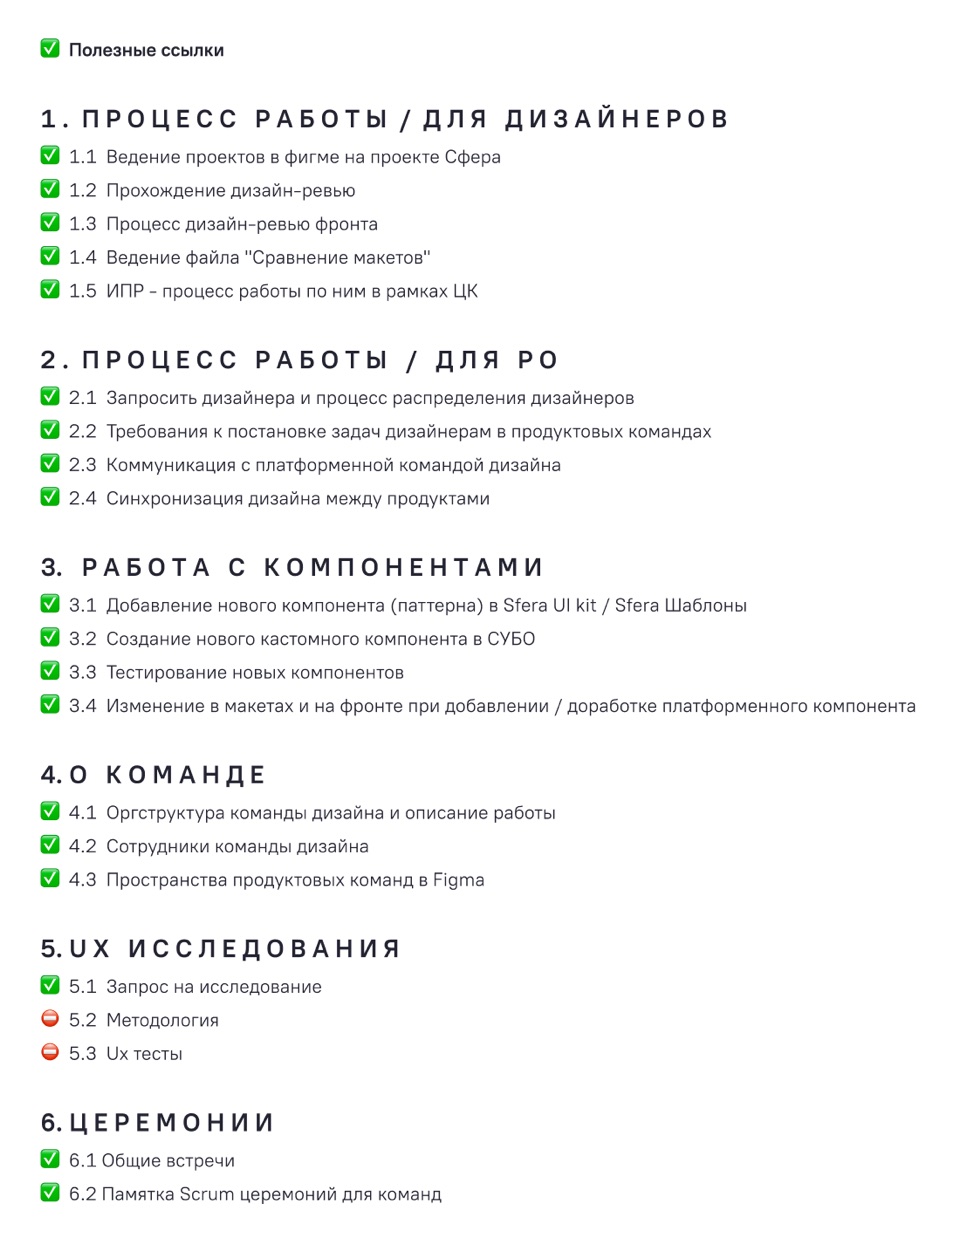 ✅ Полезные ссылки
1. ПРОЦЕСС РАБОТЫ / ДЛЯ ДИЗАЙНЕРОВ
✅ 1.1 Ведение проектов в фигме на проекте Сфера
✅ 1.2 Прохождение дизайн-ревью
✅ 1.3 Процесс дизайн-ревью фронта
✅ 1.4 Ведение файла "Сравнение макетов"
✅ 1.5 ИПР - процесс работы по ним в рамках ЦК
2. ПРОЦЕСС РАБОТЫ / ДЛЯ PO
✅ 2.1 Запросить дизайнера и процесс распределения дизайнеров
✅ 2.2 Требования к постановке задач дизайнерам в продуктовых командах
✅ 2.3 Коммуникация с платформенной командой дизайна
✅ 2.4 Синхронизация дизайна между продуктами
3. РАБОТА С КОМПОНЕНТАМИ
✅ 3.1 Добавление нового компонента (паттерна) в Sfera UI kit / Sfera Шаблоны
✅ 3.2 Создание нового кастомного компонента в СУБО
✅ 3.3 Тестирование новых компонентов
✅ 3.4 Изменение в макетах и на фронте при добавлении / доработке платформенного компонента
4. О КОМАНДЕ
✅ 4.1 Оргструктура команды дизайна и описание работы
✅ 4.2 Сотрудники команды дизайна
✅ 4.3 Пространства продуктовых команд в Figma
5. UX ИССЛЕДОВАНИЯ
✅ 5.1 Запрос на исследование
⛔ 5.2 Методология
⛔ 5.3 Ux тесты
6. ЦЕРЕМОНИИ
✅ 6.1 Общие встречи
✅ 6.2 Памятка Scrum церемоний для команд